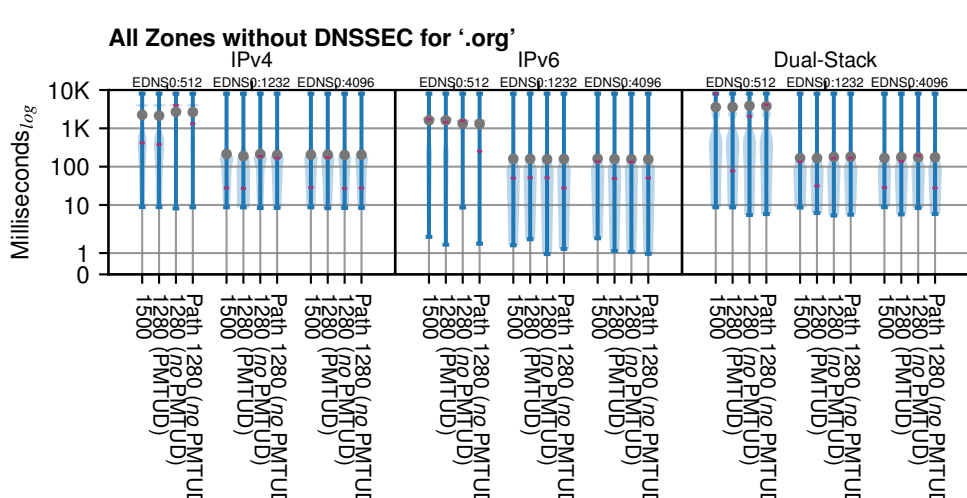 All Zones without DNSSEC for ‘.org’
IPv4 IPv6 Dual-Stack
EDNS0:512 EDNS0:1232 EDNS0:4096 EDNS0:512 EDNS0:1232 EDNS0:4096 EDNS0:512 EDNS0:1232 EDNS0:4096
Milliseconds log
10K
1K
100
10
1
0
1500
1280 (PMTUD)
1280 (no PMTUD)
Path 1280 (no PMTUD
1500
1280 (PMTUD)
1280 (no PMTUD)
Path 1280 (no PMTUD
1500
1280 (PMTUD)
1280 (no PMTUD)
Path 1280 (no PMTUD
1500
1280 (PMTUD)
1280 (no PMTUD)
Path 1280 (no PMTUD
1500
1280 (PMTUD)
1280 (no PMTUD)
Path 1280 (no PMTUD
1500
1280 (PMTUD)
1280 (no PMTUD)
Path 1280 (no PMTUD
1500
1280 (PMTUD)
1280 (no PMTUD)
Path 1280 (no PMTUD
1500
1280 (PMTUD)
1280 (no PMTUD)
Path 1280 (no PMTUD
1500
1280 (PMTUD)
1280 (no PMTUD)
Path 1280 (no PMTUD